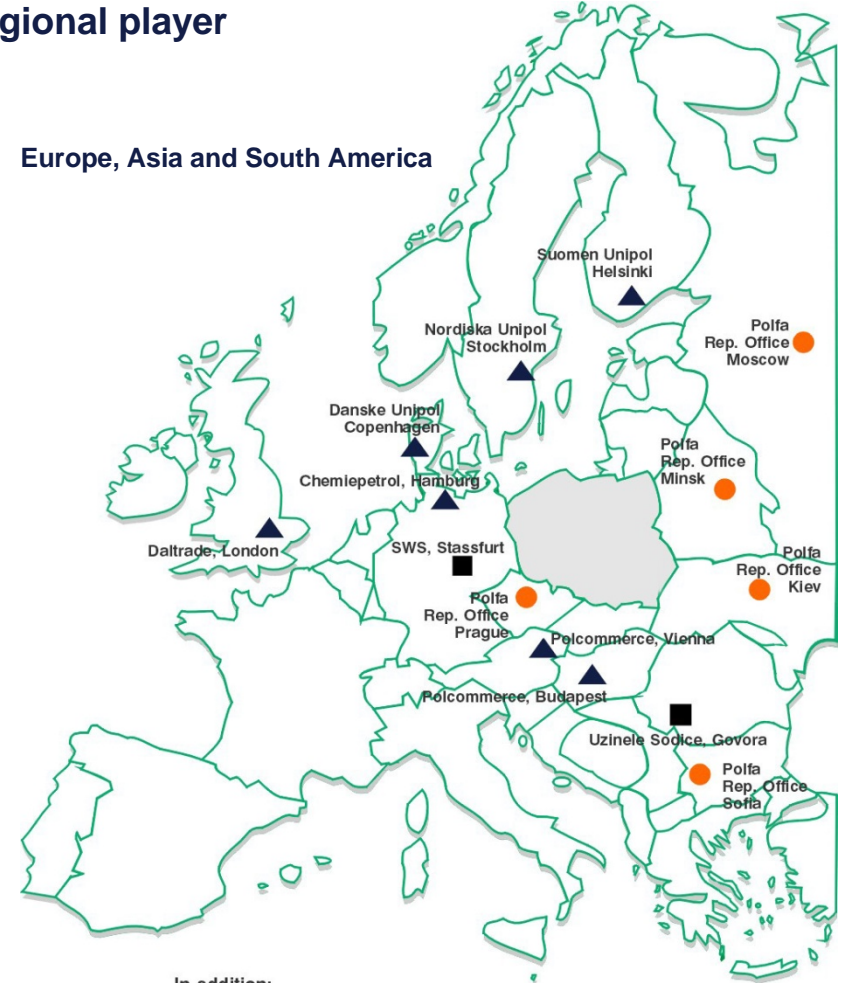 gional player
Europe, Asia and South America
Suomen Unipol
Helsinki
Nordiska Unipol
Stockholm
Polfa
Rep. Office
Moscow
Danske Unipol
Copenhagen
Polfa
Rep. Office
Minsk
Chemiepetrol, Hamburg
Daltrade, London
SWS, Stassfurt
Polfa
Rep. Office
Kiev
Polfa
Rep. Office
Prague
Polcommerce, Vienna
Polcommerce, Budapest
Uzinele Sodice, Govora
Polfa
Rep. Office
Sofia
In addition: